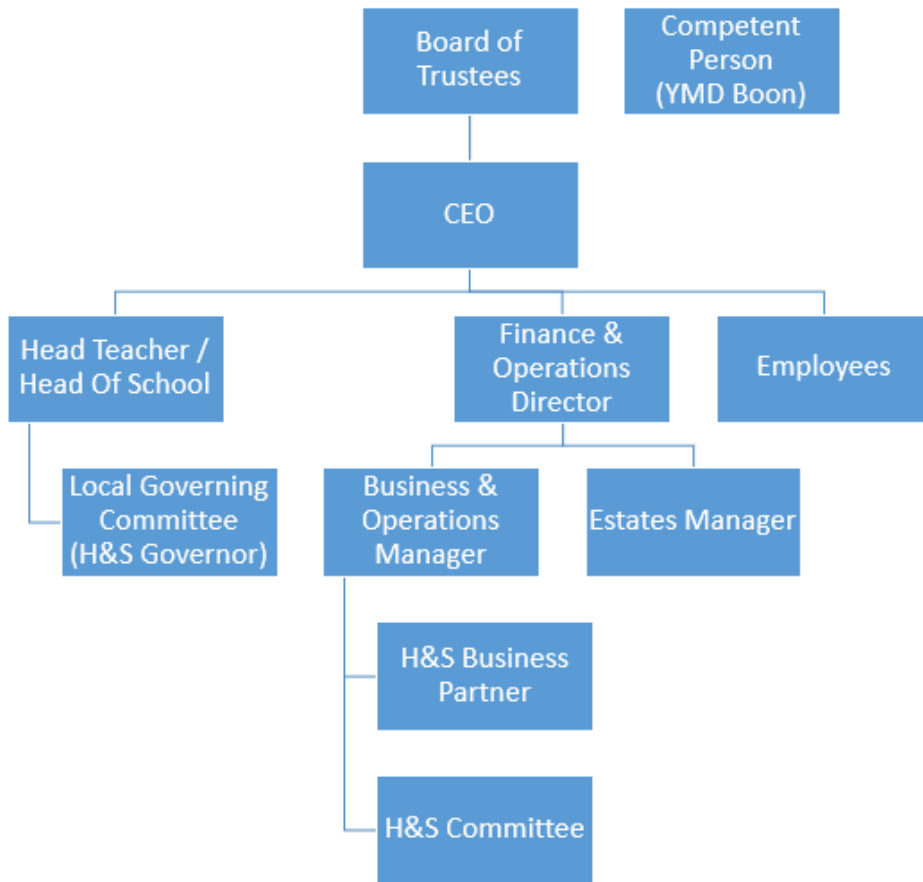 Board of
Trustees
Competent
Person
(YMD Boon)
CEO
Head Teacher /
Head Of School
Finance &
Operations
Director
Employees
Local Governing
Committee
(H&S Governor)
Business &
Operations
Manager
Estates Manager
H&S Business
Partner
H&S Committee